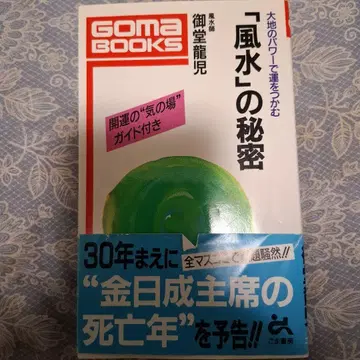 GOMA
BOOKS
大地のパワーで運をつかむ
「風水」の秘密
風水師
御堂龍児
開運の“気の場”
ガイド付き
30年まえに
全マスコミで話題騒然!!
“金日成主席の
死亡年”を予告!!
ごま書房